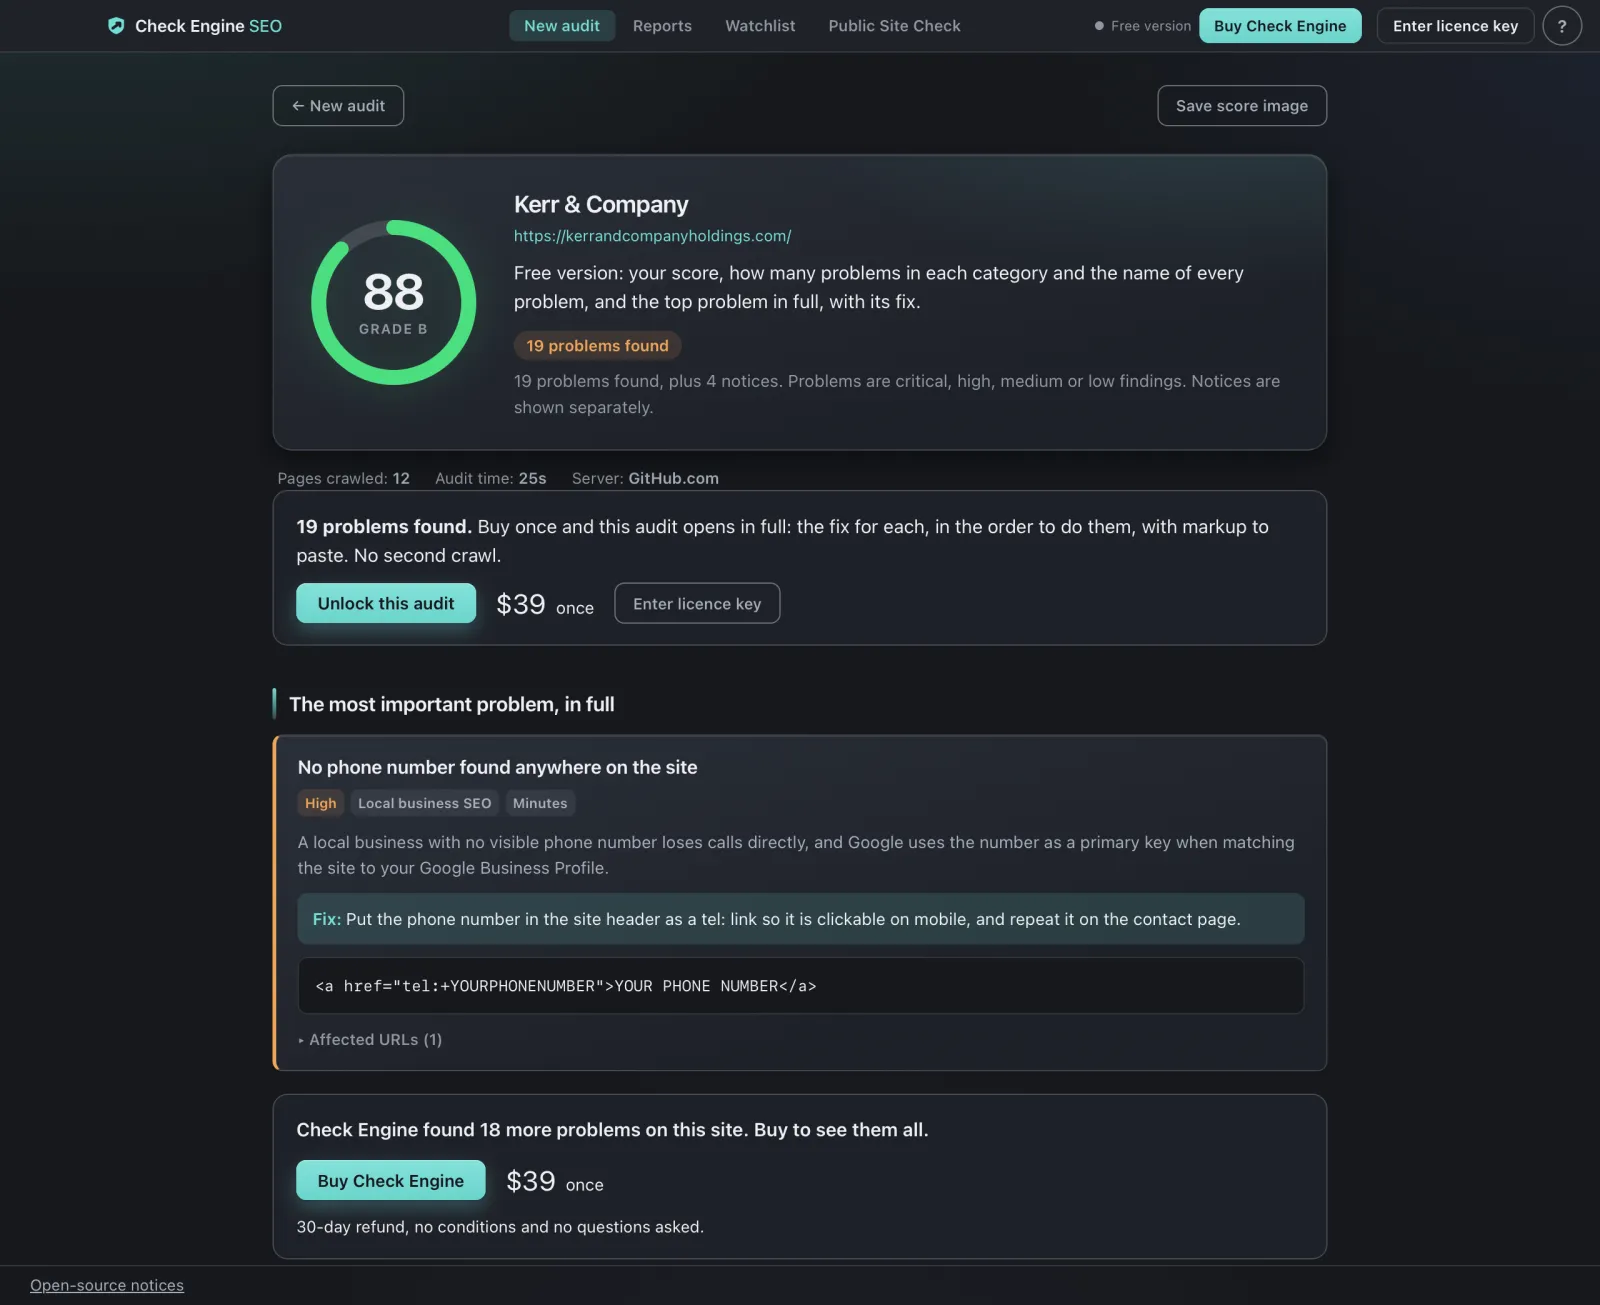 Check Engine SEO
New audit
Reports
Watchlist
Public Site Check
Free version
Buy Check Engine
Enter licence key
?
← New audit
Save score image
88
GRADE B
Kerr & Company
https://kerrandcompanyholdings.com/
Free version: your score, how many problems in each category and the name of every
problem, and the top problem in full, with its fix.
19 problems found
19 problems found, plus 4 notices. Problems are critical, high, medium or low findings. Notices are
shown separately.
Pages crawled: 12 Audit time: 25s Server: GitHub.com
19 problems found. Buy once and this audit opens in full: the fix for each, in the order to do them, with markup to
paste. No second crawl.
Unlock this audit
$39 once
Enter licence key
The most important problem, in full
No phone number found anywhere on the site
High
Local business SEO
Minutes
A local business with no visible phone number loses calls directly, and Google uses the number as a primary key when matching
the site to your Google Business Profile.
Fix: Put the phone number in the site header as a tel: link so it is clickable on mobile, and repeat it on the contact page.
<a href="tel:+YOURPHONENUMBER">YOUR PHONE NUMBER</a>
▸ Affected URLs (1)
Check Engine found 18 more problems on this site. Buy to see them all.
Buy Check Engine
$39 once
30-day refund, no conditions and no questions asked.
Open-source notices